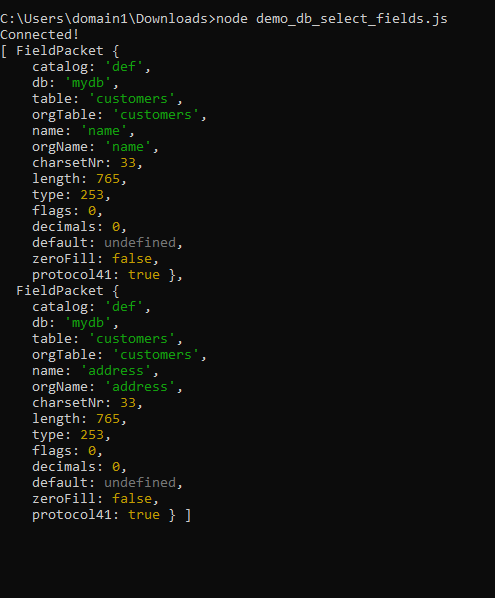 C:\Users\domain1\Downloads>node demo_db_select_fields.js
Connected!
[ FieldPacket {
    catalog: 'def',
    db: 'mydb',
    table: 'customers',
    orgTable: 'customers',
    name: 'name',
    orgName: 'name',
    charsetNr: 33,
    length: 765,
    type: 253,
    flags: 0,
    decimals: 0,
    default: undefined,
    zeroFill: false,
    protocol41: true },
  FieldPacket {
    catalog: 'def',
    db: 'mydb',
    table: 'customers',
    orgTable: 'customers',
    name: 'address',
    orgName: 'address',
    charsetNr: 33,
    length: 765,
    type: 253,
    flags: 0,
    decimals: 0,
    default: undefined,
    zeroFill: false,
    protocol41: true } ]